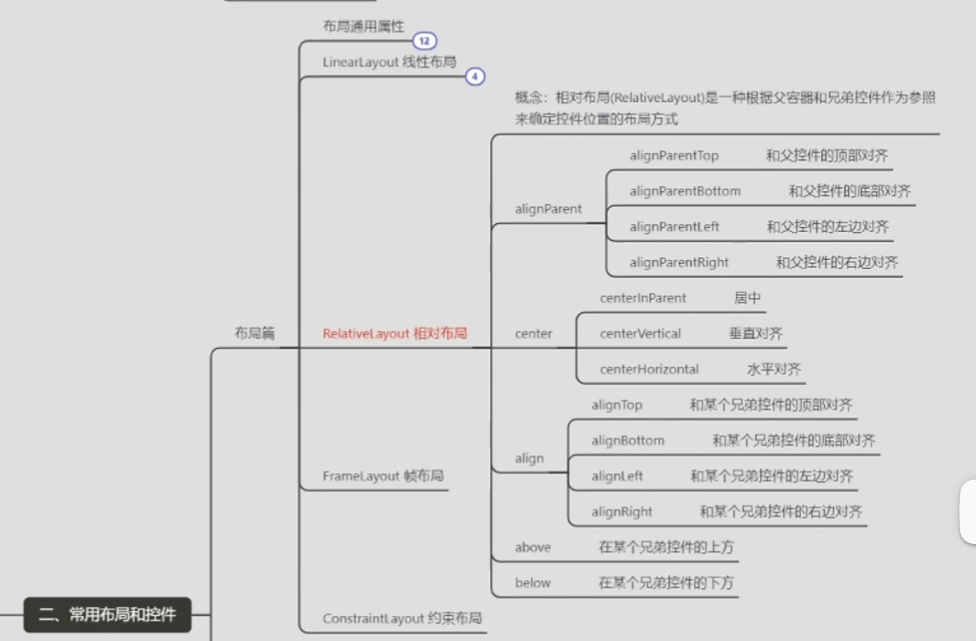 布局通用属性
12
LinearLayout 线性布局
4
概念：相对布局(RelativeLayout)是一种根据父容器和兄弟控件作为参照
来确定控件位置的布局方式
alignParentTop 和父控件的顶部对齐
alignParentBottom 和父控件的底部对齐
alignParent
alignParentLeft 和父控件的左边对齐
alignParentRight 和父控件的右边对齐
centerInParent 居中
布局篇
RelativeLayout 相对布局
center
centerVertical 垂直对齐
centerHorizontal 水平对齐
alignTop 和某个兄弟控件的顶部对齐
alignBottom 和某个兄弟控件的底部对齐
align
FrameLayout 帧布局
alignLeft 和某个兄弟控件的左边对齐
alignRight 和某个兄弟控件的右边对齐
above 在某个兄弟控件的上方
below 在某个兄弟控件的下方
二、常用布局和控件
ConstraintLayout 约束布局